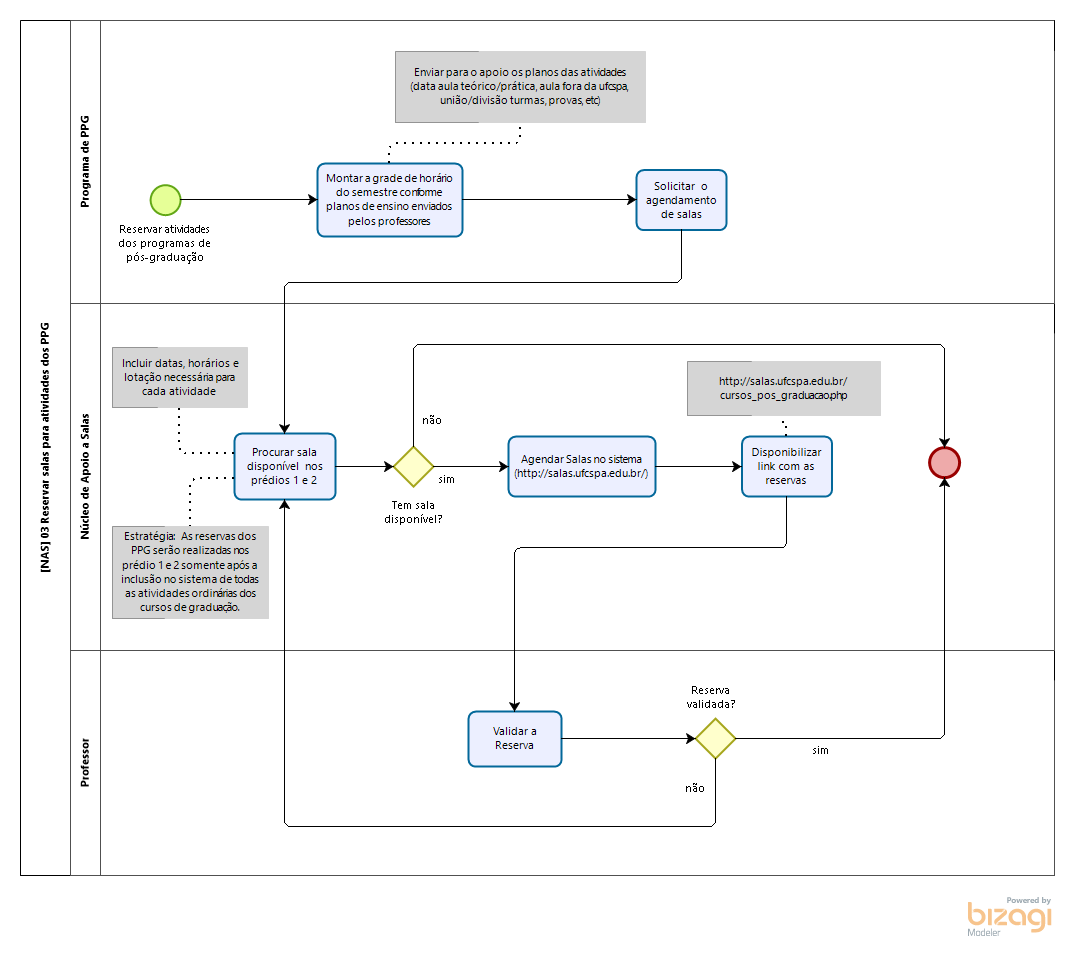 [NAS] 03 Reservar salas para atividades dos PPG
Programa de PPG
Enviar para o apoio os planos das atividades
(data aula teórico/prática, aula fora da ufcspa,
união/divisão turmas, provas, etc)
Reservar atividades
dos programas de
pós-graduação
Montar a grade de horário
do semestre conforme
planos de ensino enviados
pelos professores
Solicitar o
agendamento
de salas
Núcleo de Apoio a Salas
Incluir datas, horários e
lotação necessária para
cada atividade
Procurar sala
disponível nos
prédios 1 e 2
Estratégia: As reservas dos
PPG serão realizadas nos
prédio 1 e 2 somente após a
inclusão no sistema de todas
as atividades ordinárias dos
cursos de graduação.
não
sim
Tem sala
disponível?
Agendar Salas no sistema
(http://salas.ufcspa.edu.br/)
http://salas.ufcspa.edu.br/
cursos_pos_graduacao.php
Disponibilizar
link com as
reservas
Professor
Validar a
Reserva
Reserva
validada?
sim
não
Powered by
bizagi
Modeler